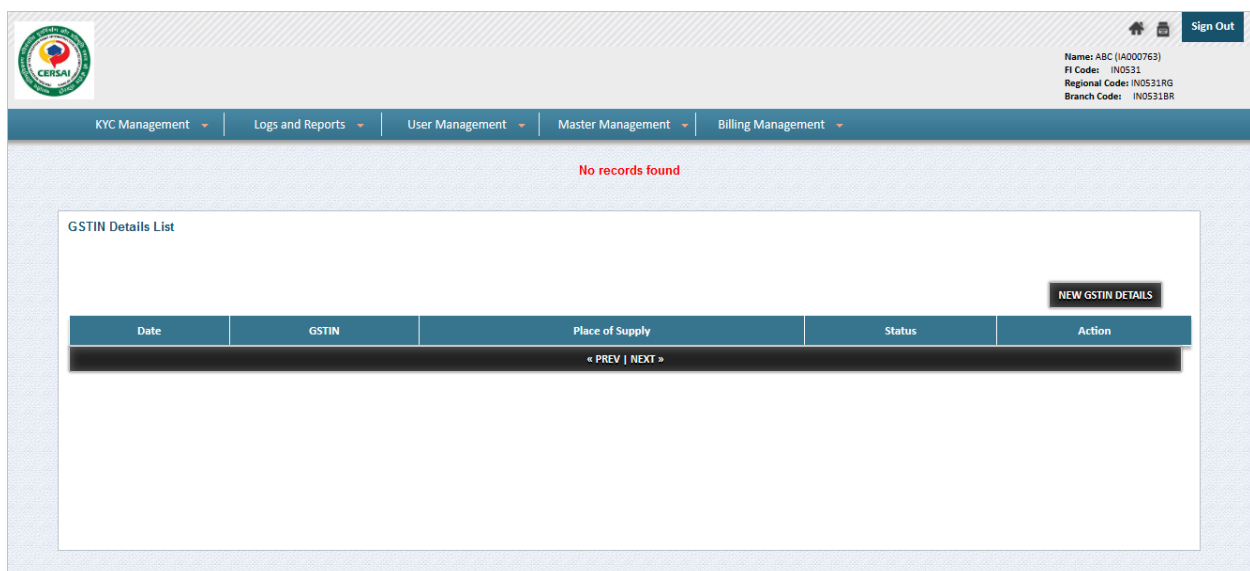 CERSAI
Sign Out
Name: ABC (IA000763)
FI Code: IN0531
Regional Code: IN0531RG
Branch Code: IN0531BR
KYC Management Logs and Reports User Management Master Management Billing Management
No records found
GSTIN Details List
NEW GSTIN DETAILS
Date GSTIN Place of Supply Status Action
« PREV | NEXT »